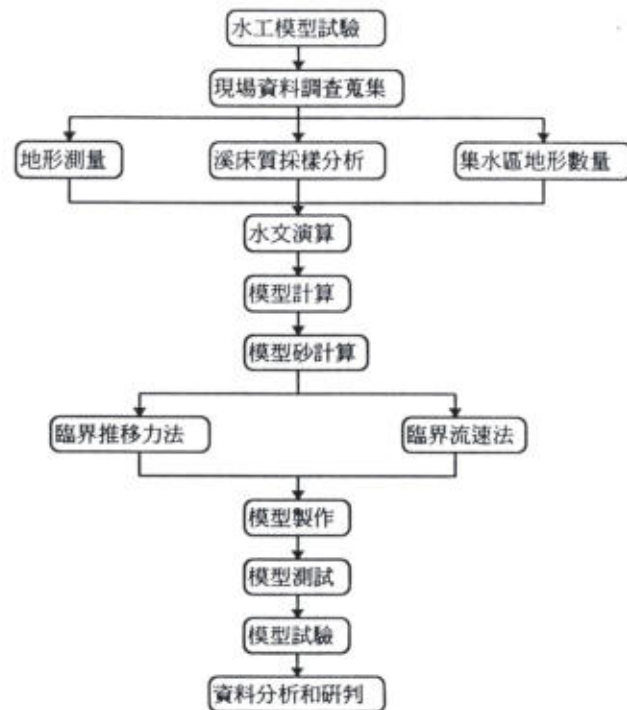 水工模型試驗
現場資料調查蒐集
地形測量
溪床質採樣分析
集水區地形數量
水文演算
模型計算
模型砂計算
臨界推移力法
臨界流速法
模型製作
模型測試
模型試驗
資料分析和研判